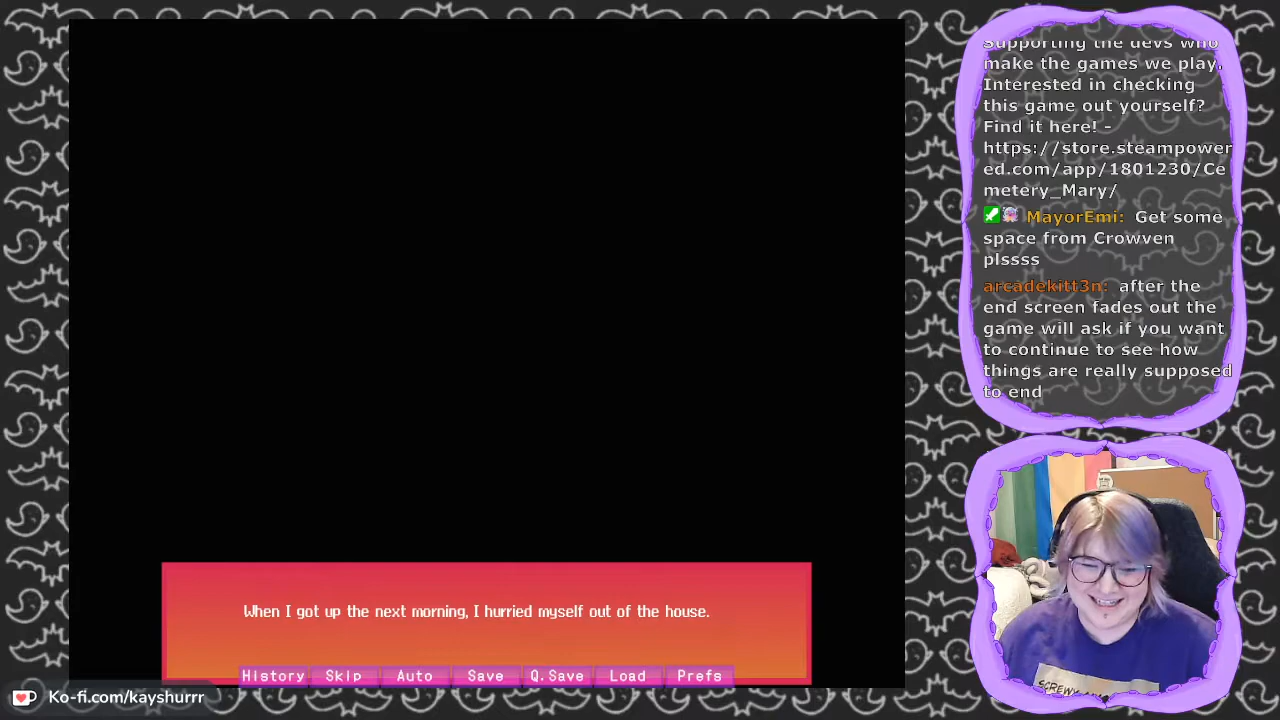 Supporting the devs who
make the games we play.
Interested in checking
this game out yourself?
Find it here! -
https://store.steampower
ed.com/app/1801230/Ce
metery_Mary/
MayorEmi: Get some
space from Crowven
plssss
arcadekitt3n: after the
end screen fades out the
game will ask if you want
to continue to see how
things are really supposed
to end
When I got up the next morning, I hurried myself out of the house.
History Skip Auto Save Q.Save Load Prefs
Ko-fi.com/kayshurrr